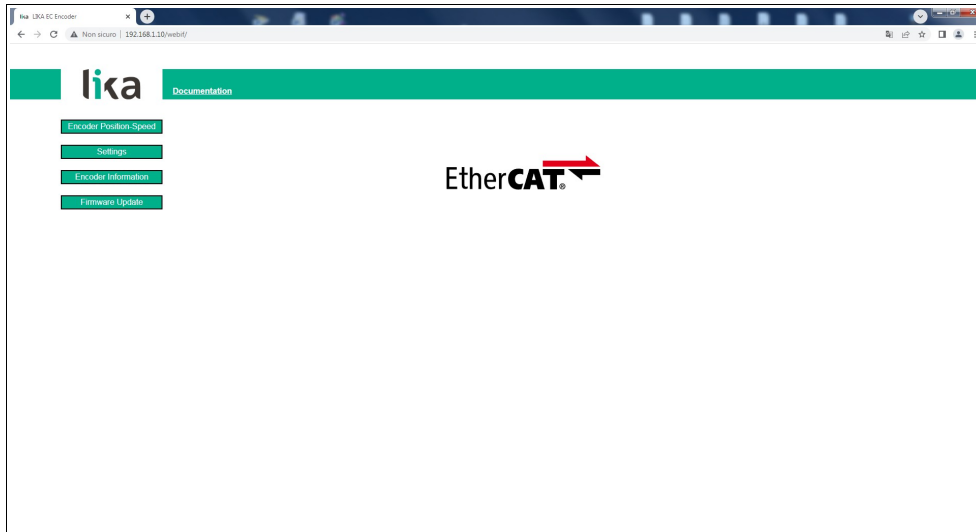 lika LIKA EC Encoder
Non sicuro | 192.168.1.10/webif/
lika
Documentation
Encoder Position-Speed
Settings
Encoder Information
Firmware Update
EtherCAT®